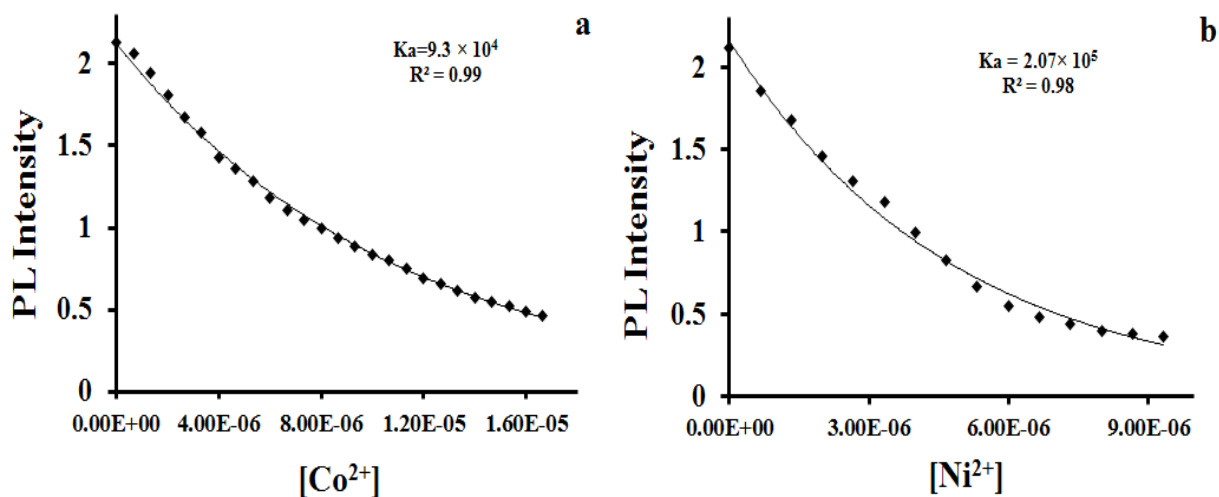 a
Ka=9.3 × 10⁴
R² = 0.99
PL Intensity
2
1.5
1
0.5
0
0.00E+00 4.00E-06 8.00E-06 1.20E-05 1.60E-05
[Co²⁺]
b
Ka = 2.07× 10⁵
R² = 0.98
PL Intensity
2
1.5
1
0.5
0
0.00E+00 3.00E-06 6.00E-06 9.00E-06
[Ni²⁺]